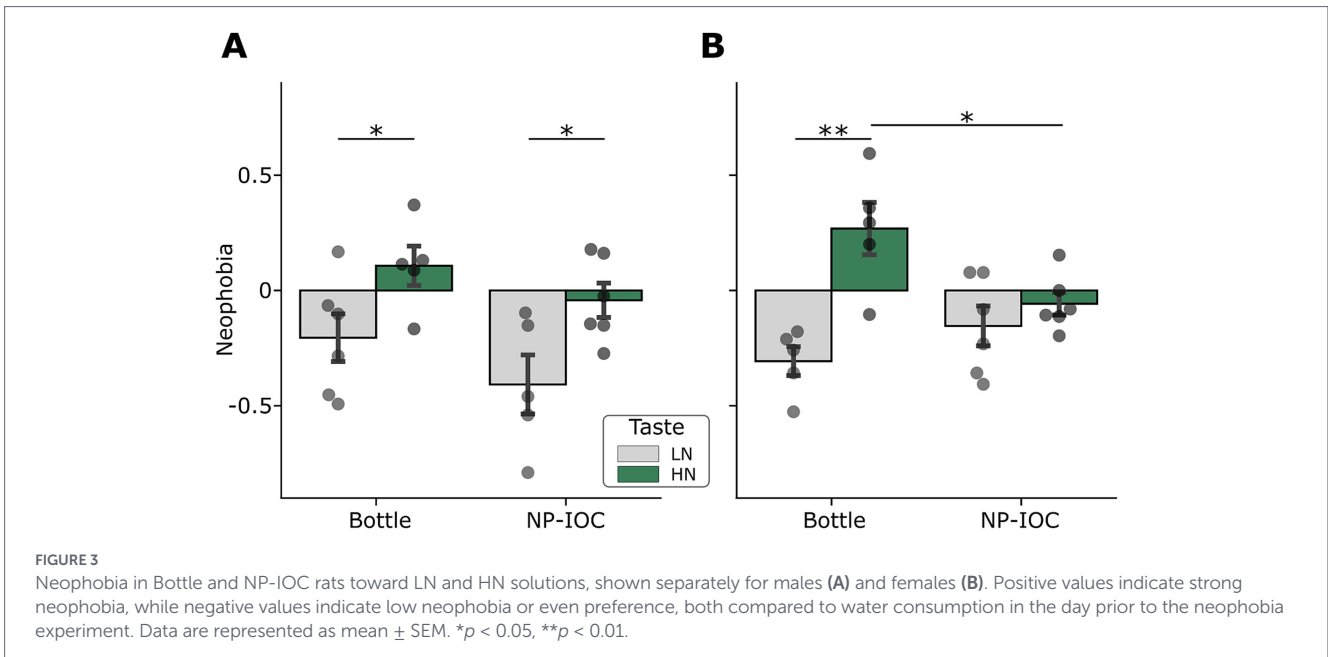 A
B
*
*
**
*
0.5
0
-0.5
Neophobia
Taste
LN
HN
Bottle
NP-IOC
Bottle
NP-IOC
FIGURE 3
Neophobia in Bottle and NP-IOC rats toward LN and HN solutions, shown separately for males (A) and females (B). Positive values indicate strong
neophobia, while negative values indicate low neophobia or even preference, both compared to water consumption in the day prior to the neophobia
experiment. Data are represented as mean ± SEM. *p < 0.05, **p < 0.01.